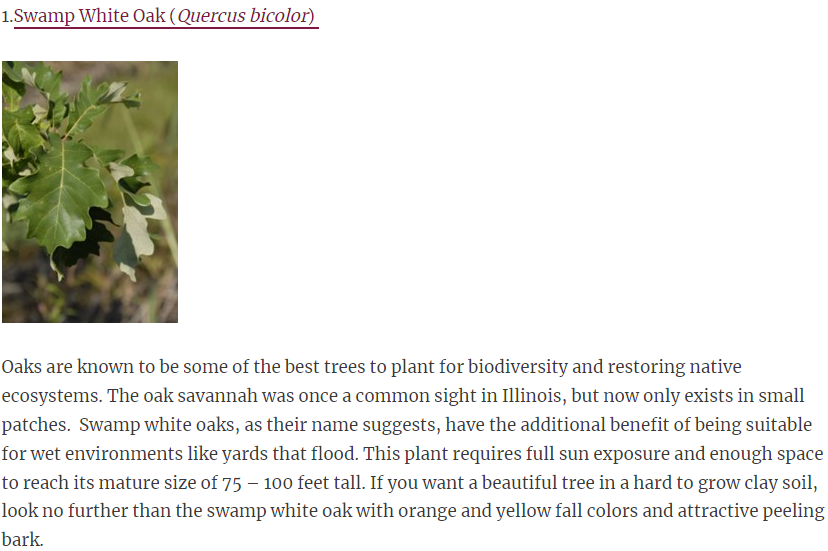 1.Swamp White Oak (Quercus bicolor)
Oaks are known to be some of the best trees to plant for biodiversity and restoring native
ecosystems. The oak savannah was once a common sight in Illinois, but now only exists in small
patches.  Swamp white oaks, as their name suggests, have the additional benefit of being suitable
for wet environments like yards that flood. This plant requires full sun exposure and enough space
to reach its mature size of 75 – 100 feet tall. If you want a beautiful tree in a hard to grow clay soil,
look no further than the swamp white oak with orange and yellow fall colors and attractive peeling
bark.